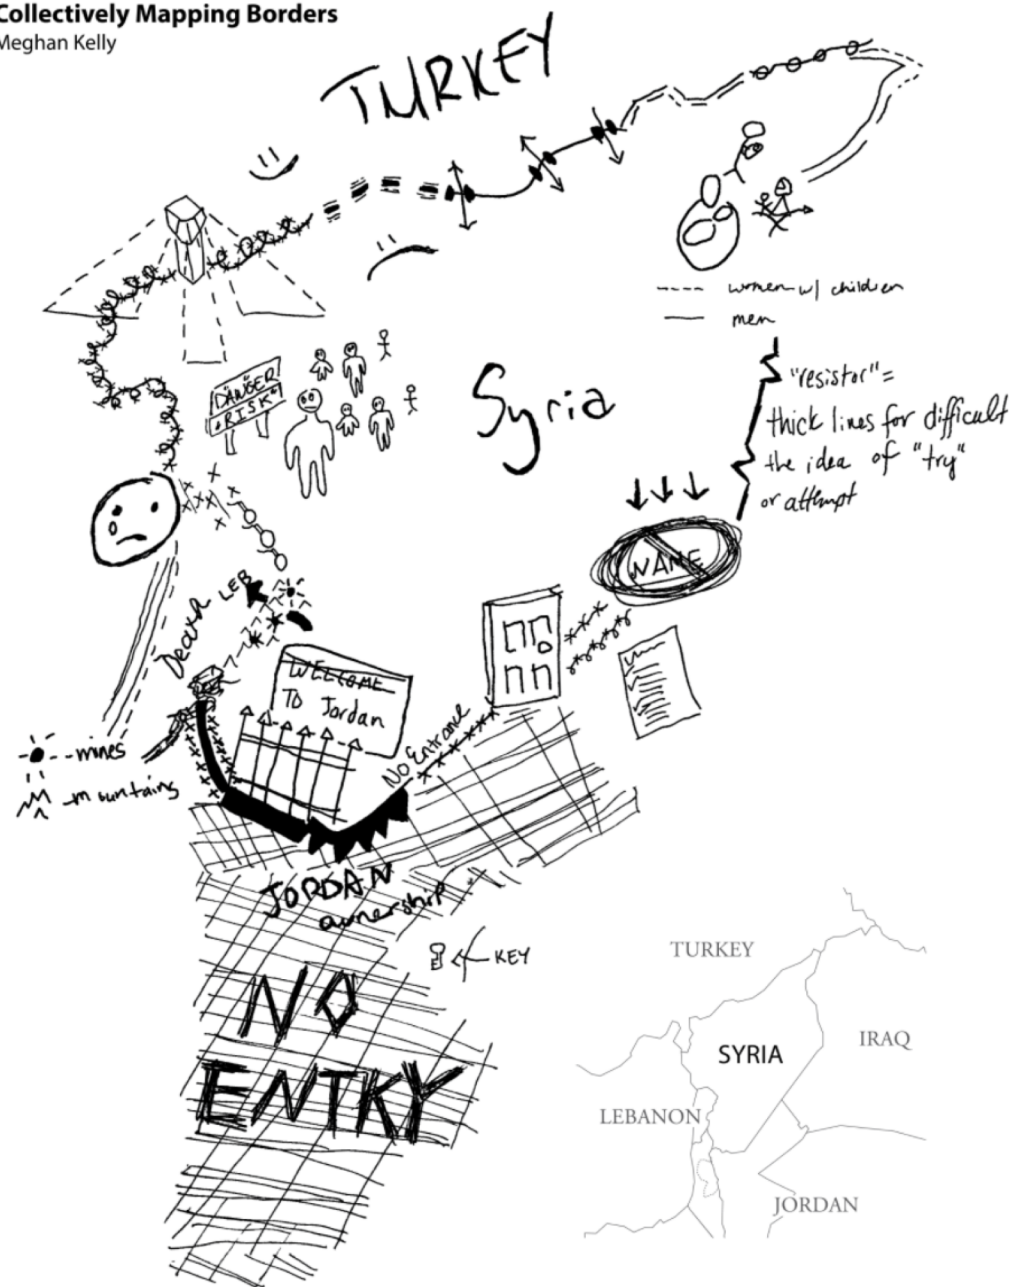 Collectively Mapping Borders
Meghan Kelly
TURKEY
women w/ children
men
DANGER
RISK
Syria
"resistor"=
thick lines for difficult
the idea of "try"
or attempt
NAME
LEB
Death
WELCOME
TO Jordan
No Entrance
mines
mountains
JORDAN
ownership
KEY
NO
ENTRY
TURKEY
IRAQ
SYRIA
LEBANON
JORDAN